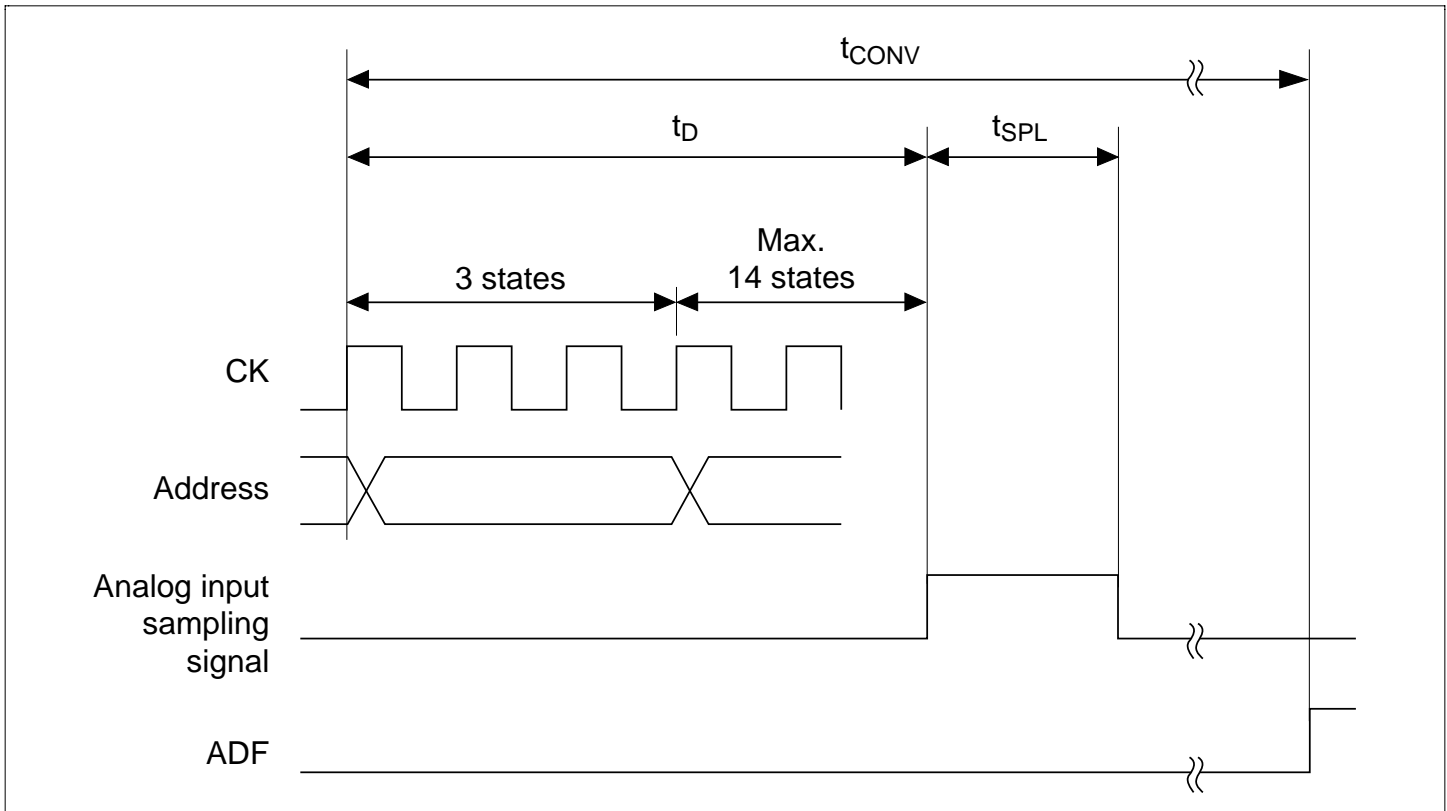 tCONV
tD
tSPL
3 states
Max.
14 states
CK
Address
Analog input
sampling
signal
ADF